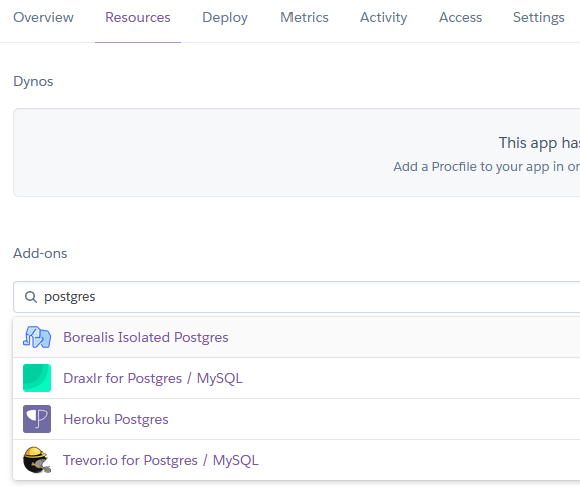 Overview Resources Deploy Metrics Activity Access Settings
Dynos
This app has
Add a Procfile to your app in or
Add-ons
postgres
Borealis Isolated Postgres
Draxlr for Postgres / MySQL
Heroku Postgres
Trevor.io for Postgres / MySQL